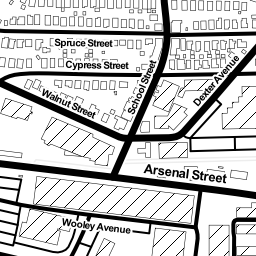 Spruce Street
Cypress Street
Walnut Street
School Street
Dexter Avenue
Arsenal Street
Wooley Avenue